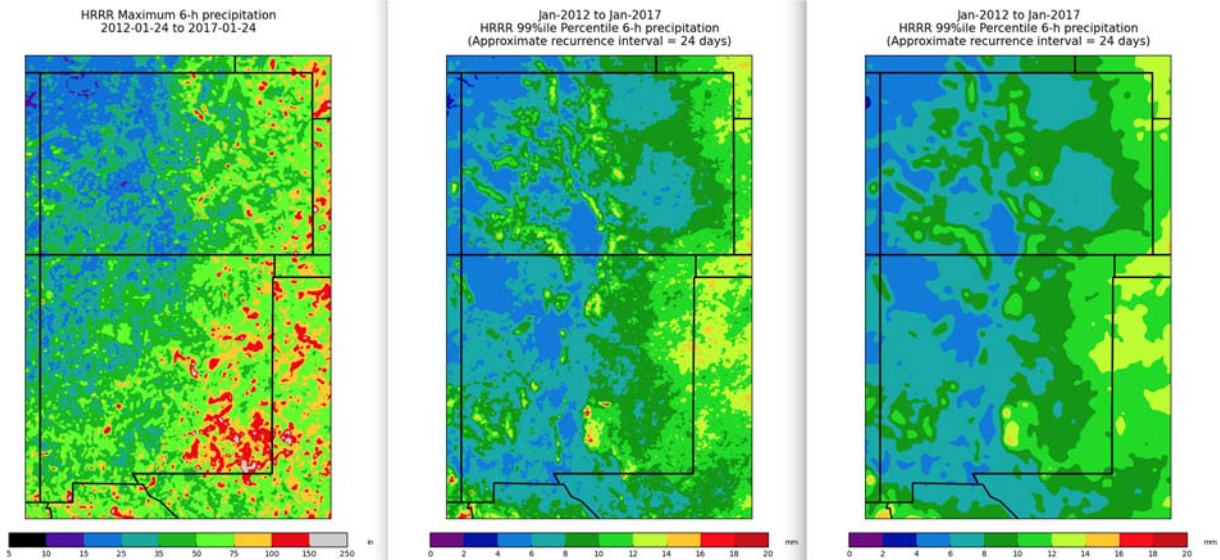 HRRR Maximum 6-h precipitation
2012-01-24 to 2017-01-24
5 10 15 25 35 50 75 100 150 250 in
Jan-2012 to Jan-2017
HRRR 99%ile Percentile 6-h precipitation
(Approximate recurrence interval = 24 days)
0 2 4 6 8 10 12 14 16 18 20 mm
Jan-2012 to Jan-2017
HRRR 99%ile Percentile 6-h precipitation
(Approximate recurrence interval = 24 days)
0 2 4 6 8 10 12 14 16 18 20 mm